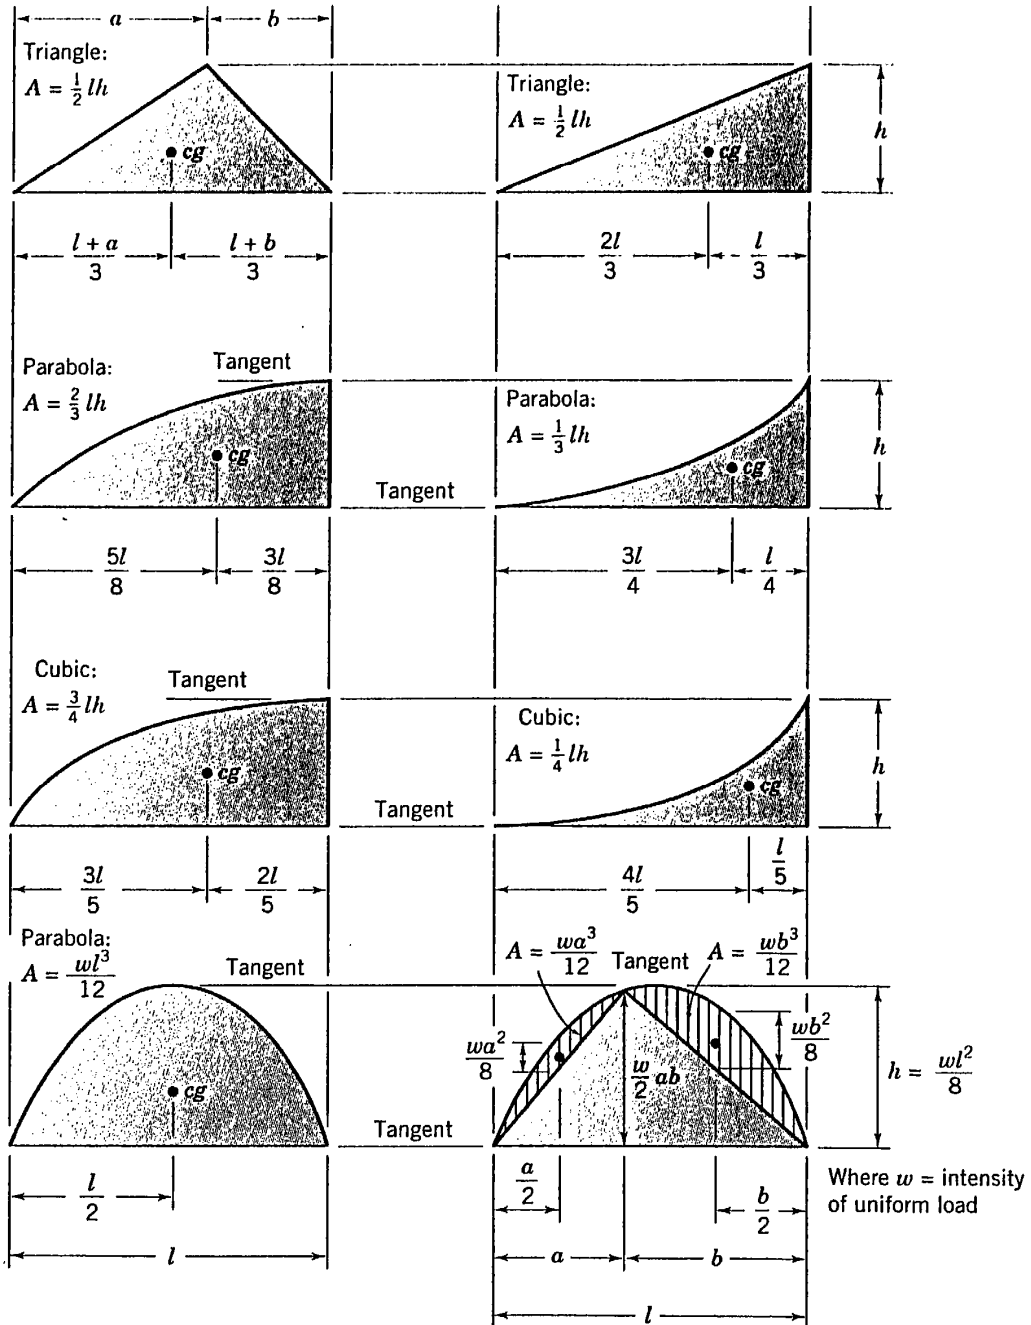 a b
Triangle:
A = 1/2 lh
cg
(l + a)/3 (l + b)/3
Triangle:
A = 1/2 lh
cg
h
2l/3 l/3
Parabola:
A = 2/3 lh
Tangent
cg
5l/8 3l/8
Parabola:
A = 1/3 lh
Tangent
cg
h
3l/4 l/4
Cubic:
A = 3/4 lh
Tangent
cg
3l/5 2l/5
Cubic:
A = 1/4 lh
Tangent
cg
h
4l/5 l/5
Parabola:
A = wl³/12
Tangent
cg
l/2
l
A = wa³/12 Tangent A = wb³/12
wa²/8 w/2 ab wb²/8
h = wl²/8
Tangent
a/2 b/2
a b
l
Where w = intensity
of uniform load